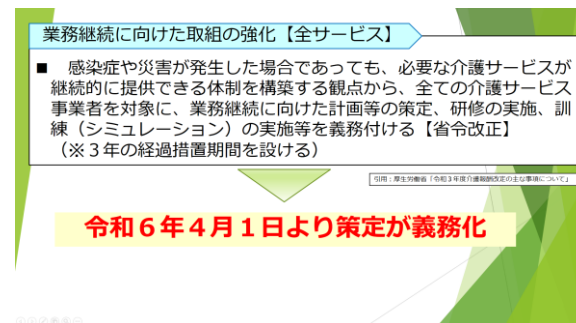 業務継続に向けた取組の強化【全サービス】
■ 感染症や災害が発生した場合であっても、必要な介護サービスが
継続的に提供できる体制を構築する観点から、全ての介護サービス
事業者を対象に、業務継続に向けた計画等の策定、研修の実施、訓
練（シミュレーション）の実施等を義務付ける【省令改正】
（※３年の経過措置期間を設ける）
引用：厚生労働省「令和３年度介護報酬改定の主な事項について」
令和６年４月１日より策定が義務化